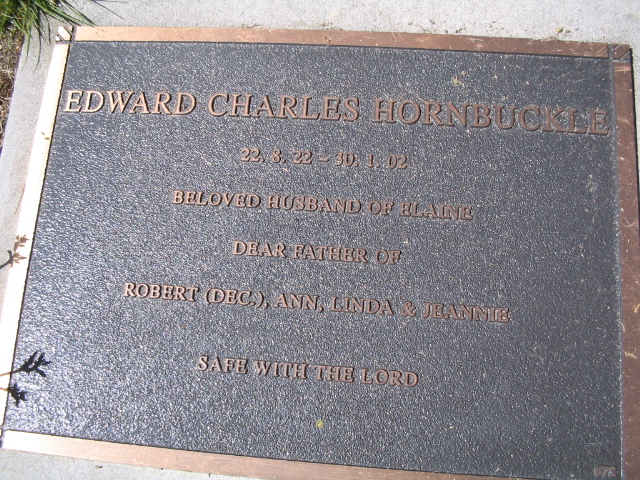 EDWARD CHARLES HORNBUCKLE
22. 8. 22 – 30. 1. 02
BELOVED HUSBAND OF ELAINE
DEAR FATHER OF
ROBERT (DEC.), ANN, LINDA & JEANNIE
SAFE WITH THE LORD